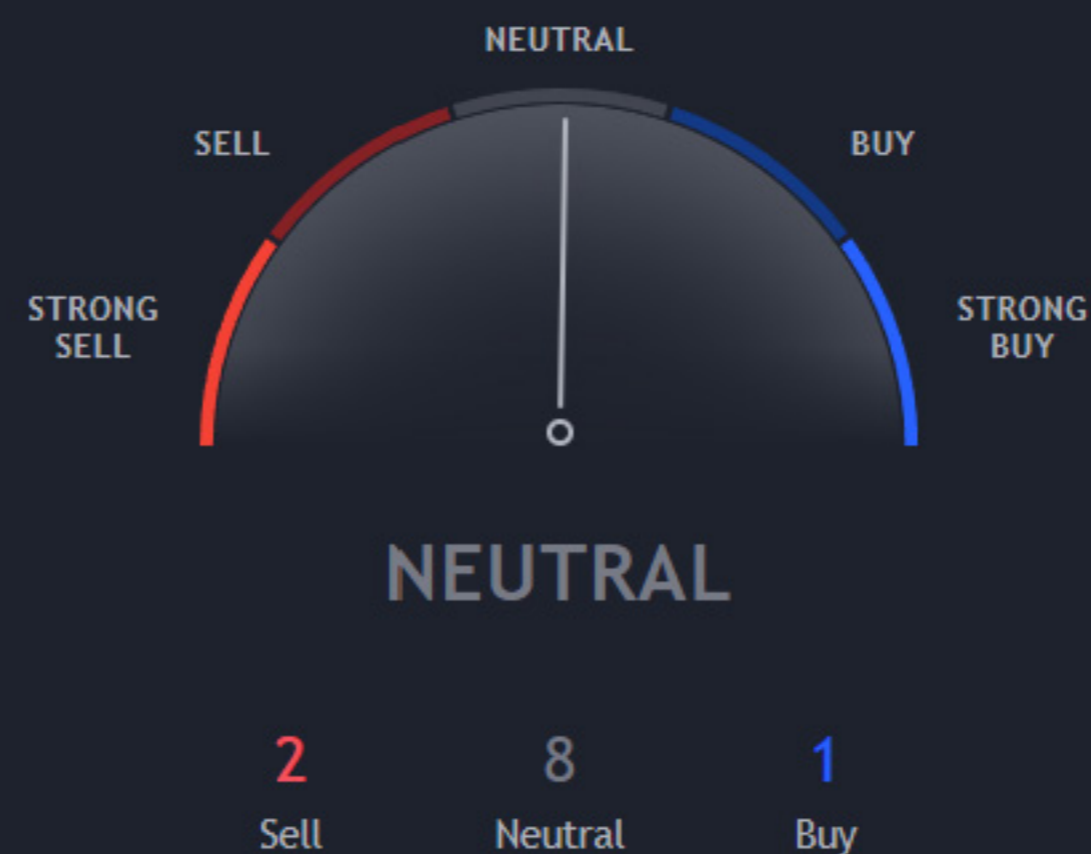 NEUTRAL
SELL
BUY
STRONG
SELL
STRONG
BUY
NEUTRAL
2
8
1
Sell
Neutral
Buy